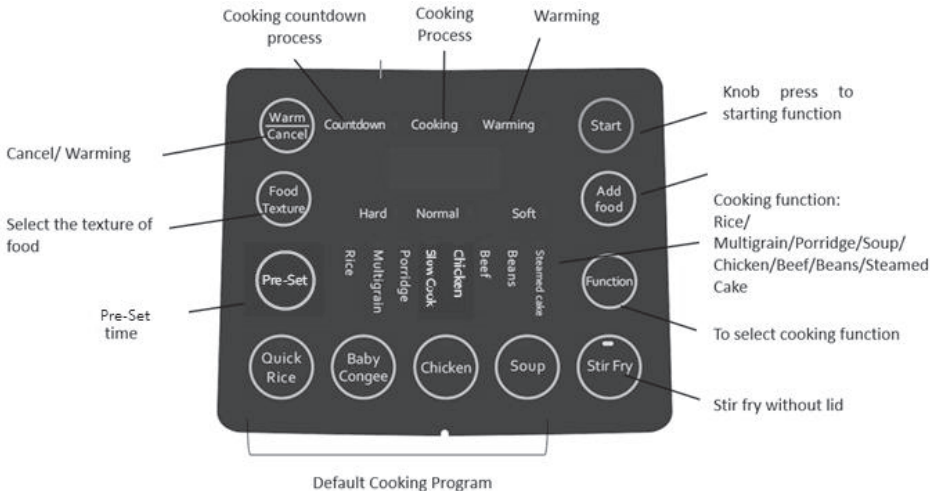 Cooking countdown
process
Cooking
Process
Warming
Knob press to
starting function
Cancel/ Warming
Select the texture of
food
Pre-Set
time
Cooking function:
Rice/
Multigrain/Porridge/Soup/
Chicken/Beef/Beans/Steamed
Cake
To select cooking function
Stir fry without lid
Warm
Cancel
Countdown
Cooking
Warming
Start
Food
Texture
Add
food
Hard
Normal
Soft
Pre-Set
Rice
Multigrain
Porridge
Slow Cook
Chicken
Beef
Beans
Steamed cake
Function
Quick
Rice
Baby
Congee
Chicken
Soup
Stir Fry
Default Cooking Program